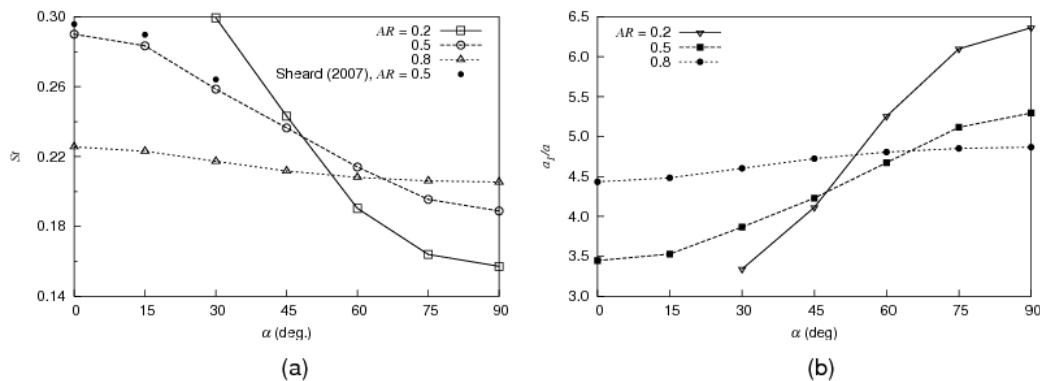 0.30
0.26
0.22
0.18
0.14
St
AR = 0.2
0.5
0.8
Sheard (2007), AR = 0.5
0 15 30 45 60 75 90
α (deg.)
(a)
6.5
6.0
5.5
5.0
4.5
4.0
3.5
3.0
a_r/a
AR = 0.2
0.5
0.8
0 15 30 45 60 75 90
α (deg)
(b)